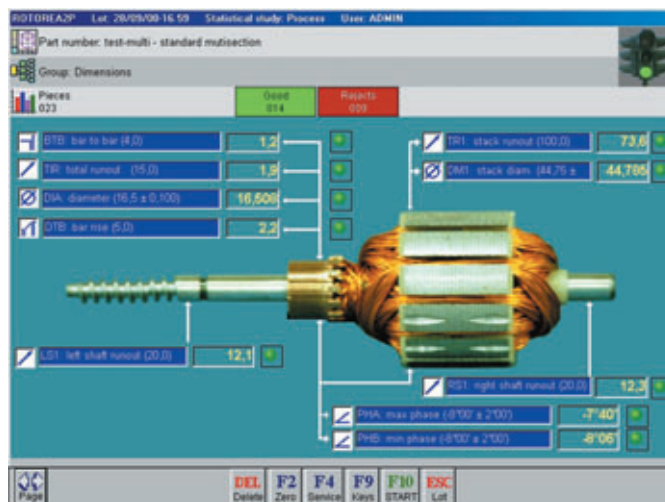 ROTOREA2P Lot: 28/09/00-16.59 Statistical study: Process User: ADMIN
Part number: test-multi - standard mutisection
Group: Dimensions
Pieces
023
Good
014
Rejects
009
BTB: bar to bar (4,0) 1,2
TIR: total runout (15,0) 1,9
DIA: diameter (16,5 ± 0,100) 16,508
DTB: bar rise (5,0) 2,2
TR1: stack runout (100,0) 73,6
DM1: stack diam. (44,75 ± 44,785
LS1: left shaft runout (20,0) 12,1
RS1: right shaft runout (20,0) 12,3
PHA: max phase (-8°00' ± 2°00') -7°40'
PHB: min phase (-8°00' ± 2°00') -8°06'
Page
DEL
Delete
F2
Zero
F4
Service
F9
Keys
F10
START
ESC
Lot